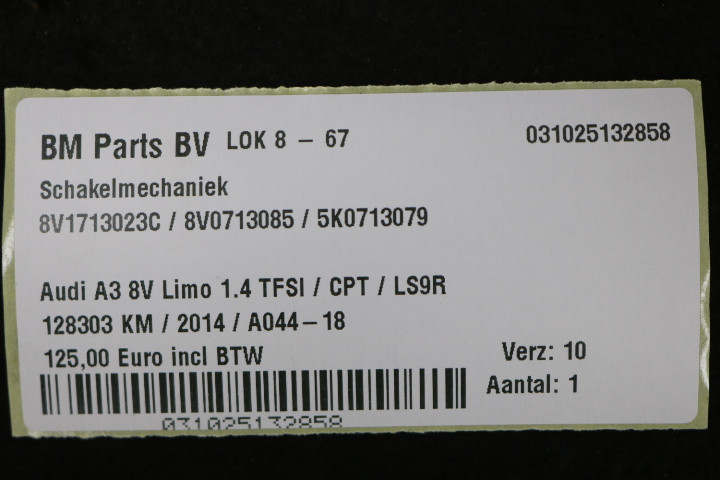 BM Parts BV LOK 8 – 67 031025132858
Schakelmechaniek
8V1713023C / 8V0713085 / 5K0713079
Audi A3 8V Limo 1.4 TFSI / CPT / LS9R
128303 KM / 2014 / A044–18
125,00 Euro incl BTW Verz: 10
Aantal: 1
031025132858